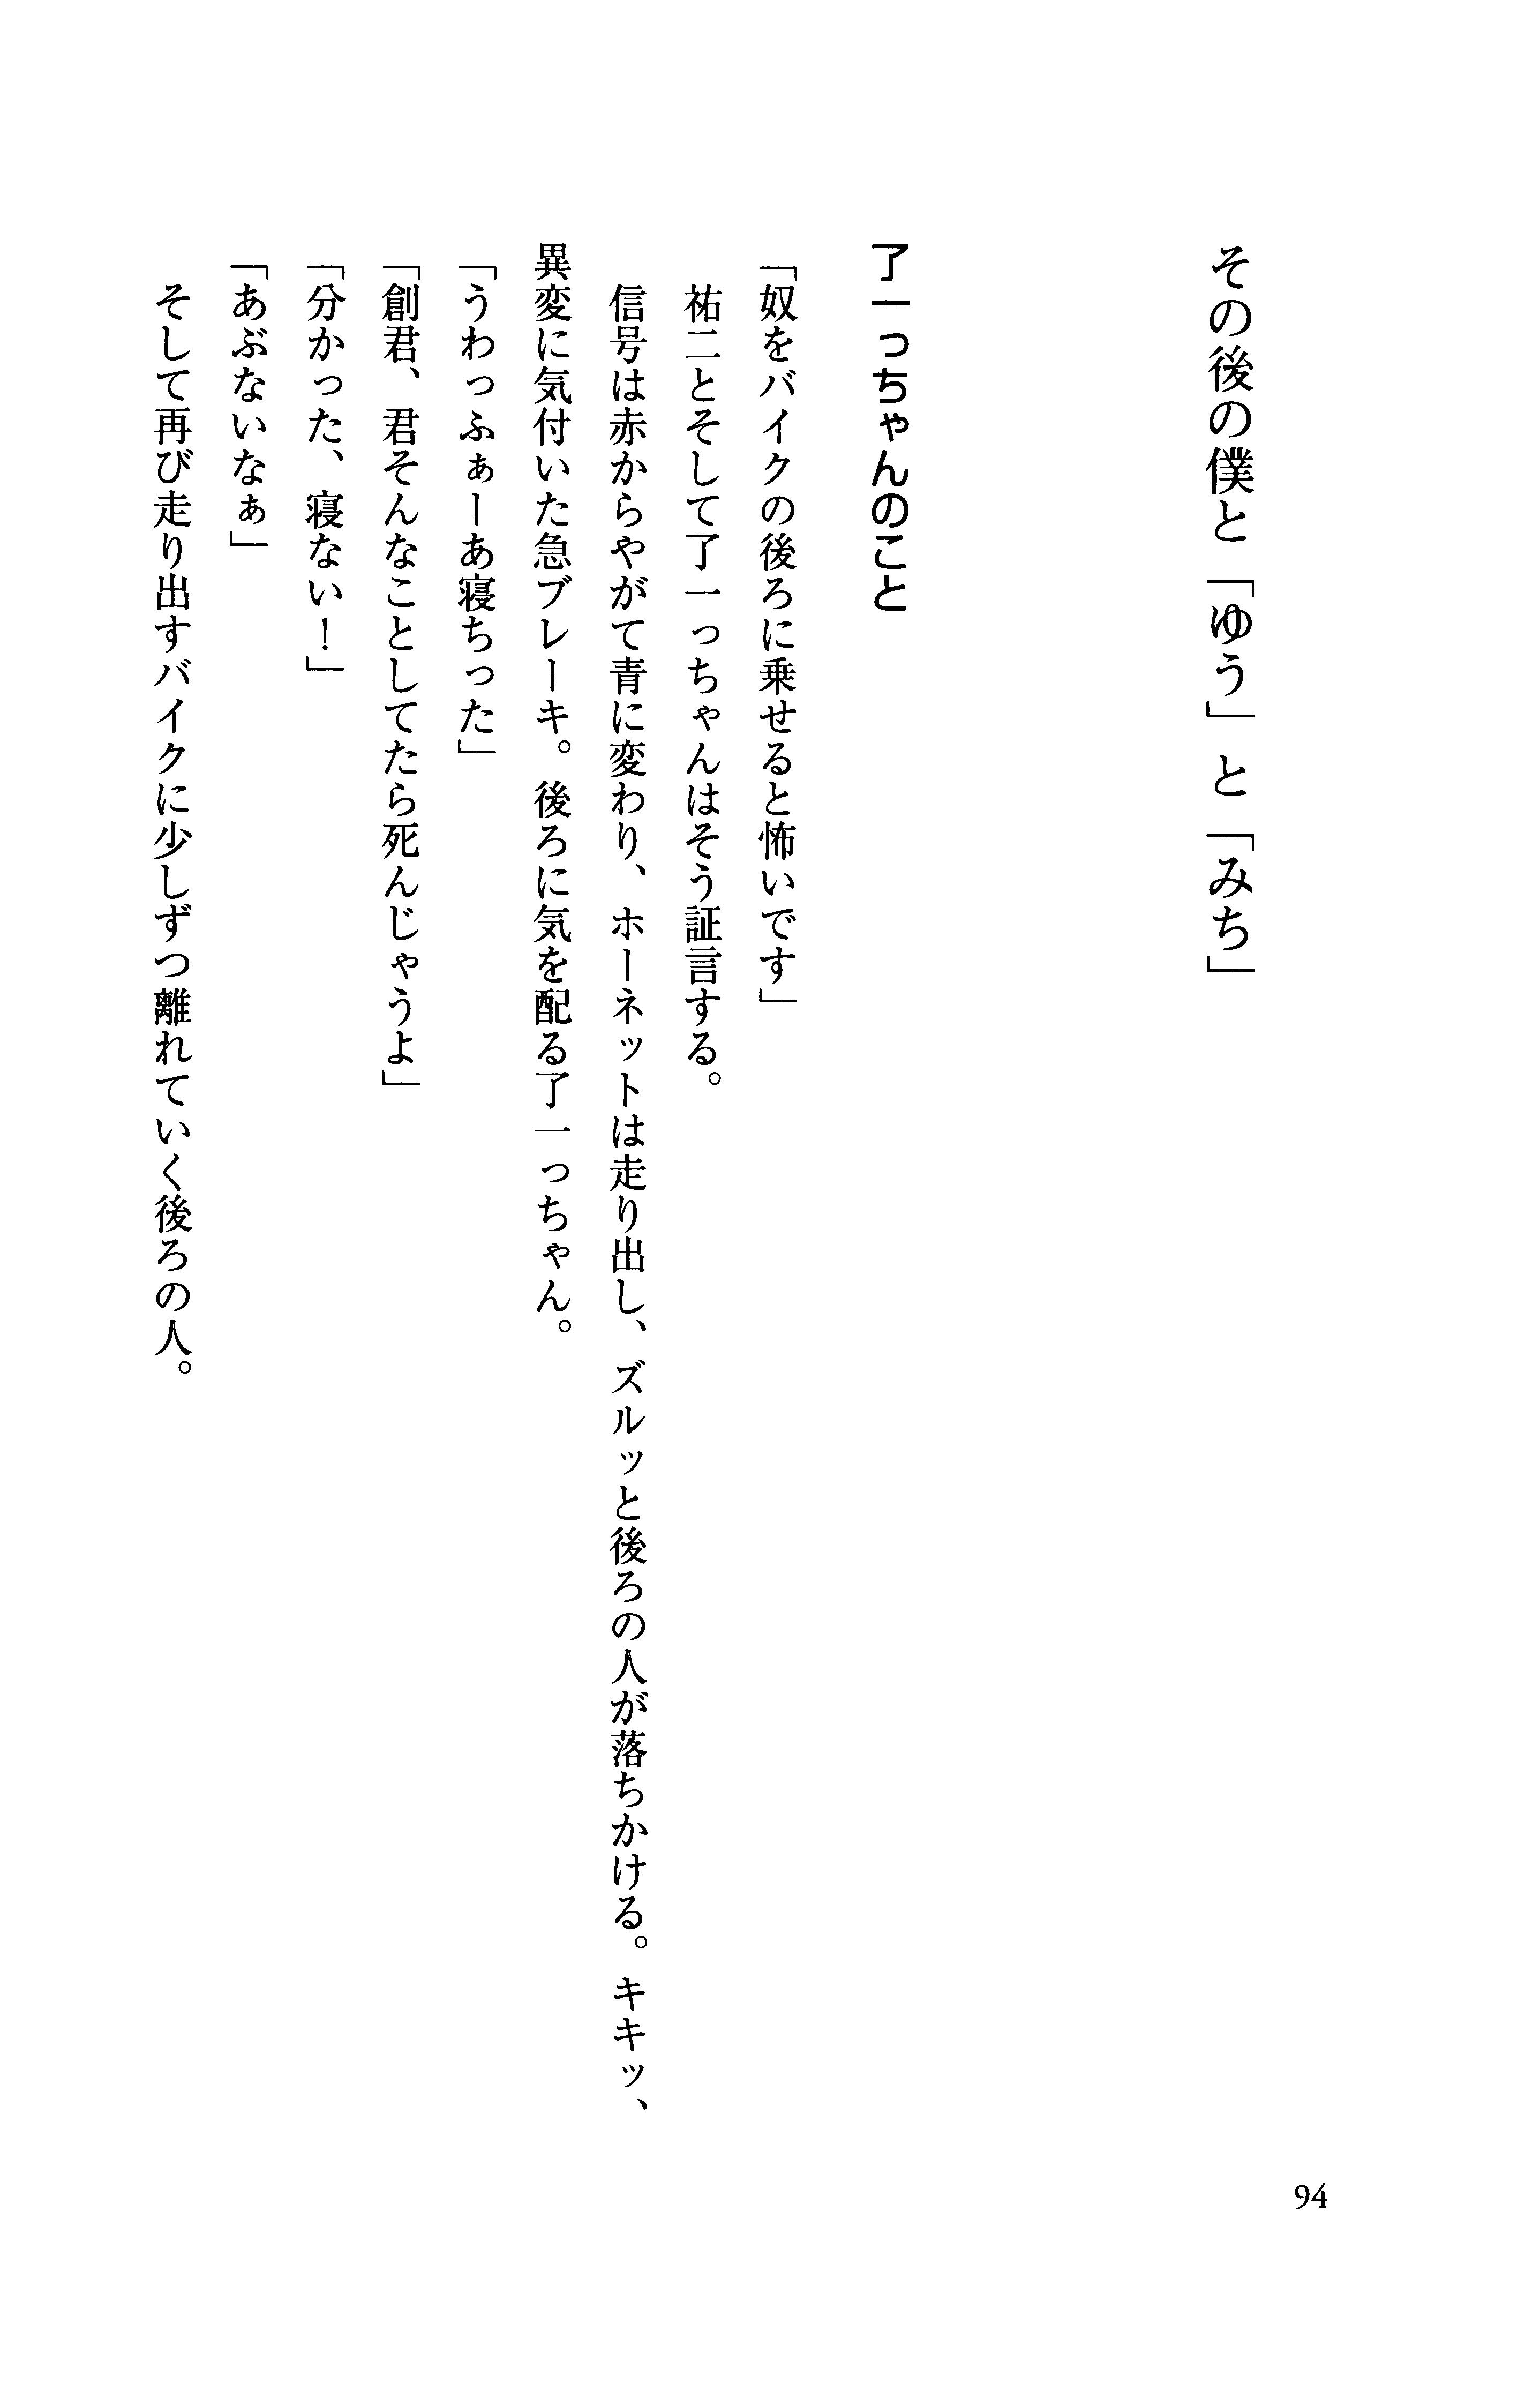 その後の僕と「ゆう」と「みち」
了一っちゃんのこと
「奴をバイクの後ろに乗せると怖いです」
祐二とそして了一っちゃんはそう証言する。
信号は赤からやがて青に変わり、ホーネットは走り出し、ズルッと後ろの人が落ちかける。キキッ、
異変に気付いた急ブレーキ。後ろに気を配る了一っちゃん。
「うわっふぁーあ寝ちった」
「創君、君そんなことしてたら死んじゃうよ」
「分かった、寝ない！」
「あぶないなぁ」
そして再び走り出すバイクに少しずつ離れていく後ろの人。
94